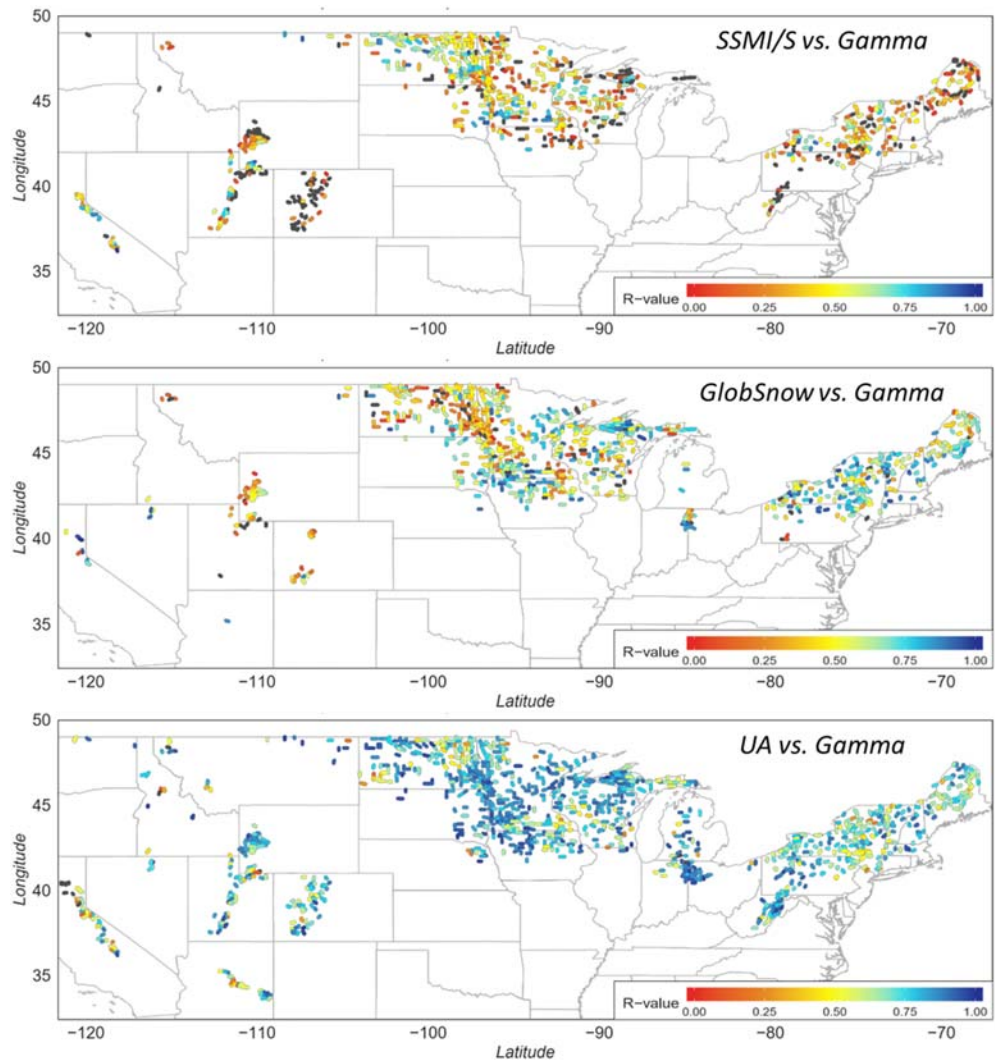 50
SSMI/S vs. Gamma
45
Longitude
40
35
R-value
0.00 0.25 0.50 0.75 1.00
−120 −110 −100 −90 −80 −70
Latitude
50
GlobSnow vs. Gamma
45
Longitude
40
35
R-value
0.00 0.25 0.50 0.75 1.00
−120 −110 −100 −90 −80 −70
Latitude
50
UA vs. Gamma
45
Longitude
40
35
R-value
0.00 0.25 0.50 0.75 1.00
−120 −110 −100 −90 −80 −70
Latitude